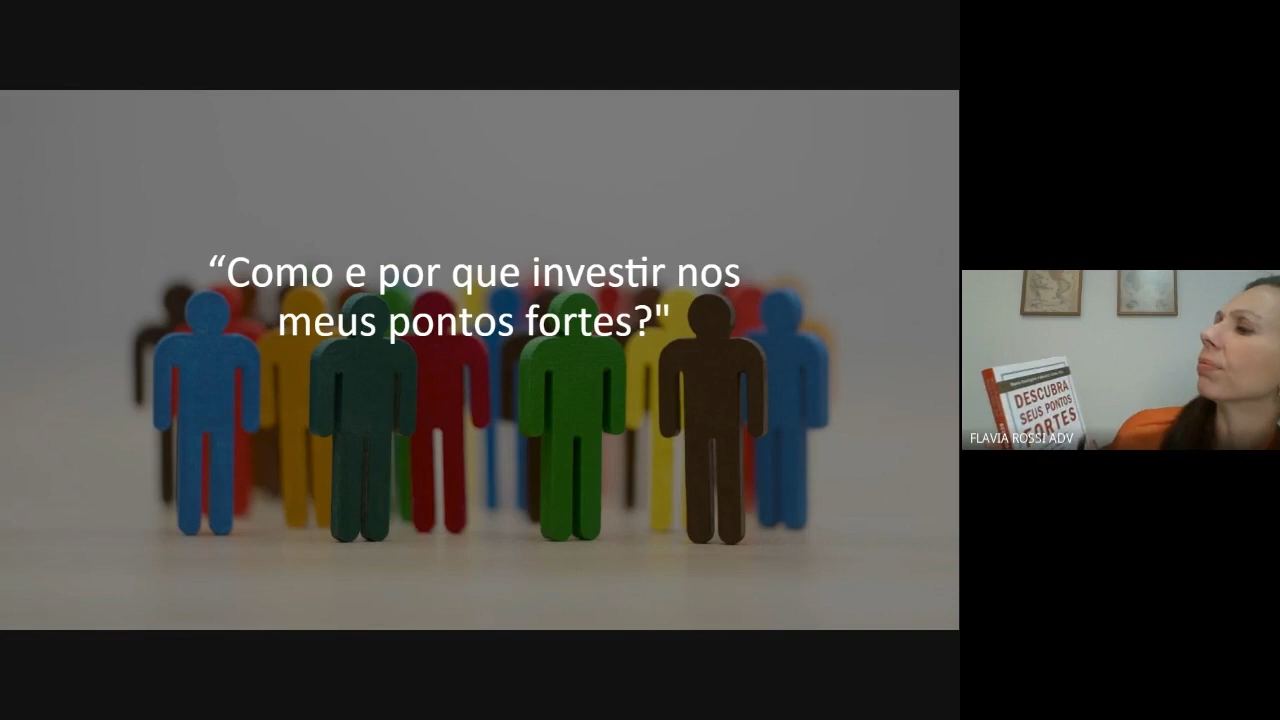 “Como e por que investir nos
meus pontos fortes?"
DESCUBRA
SEUS PONTOS
FORTES
FLAVIA ROSSI ADV